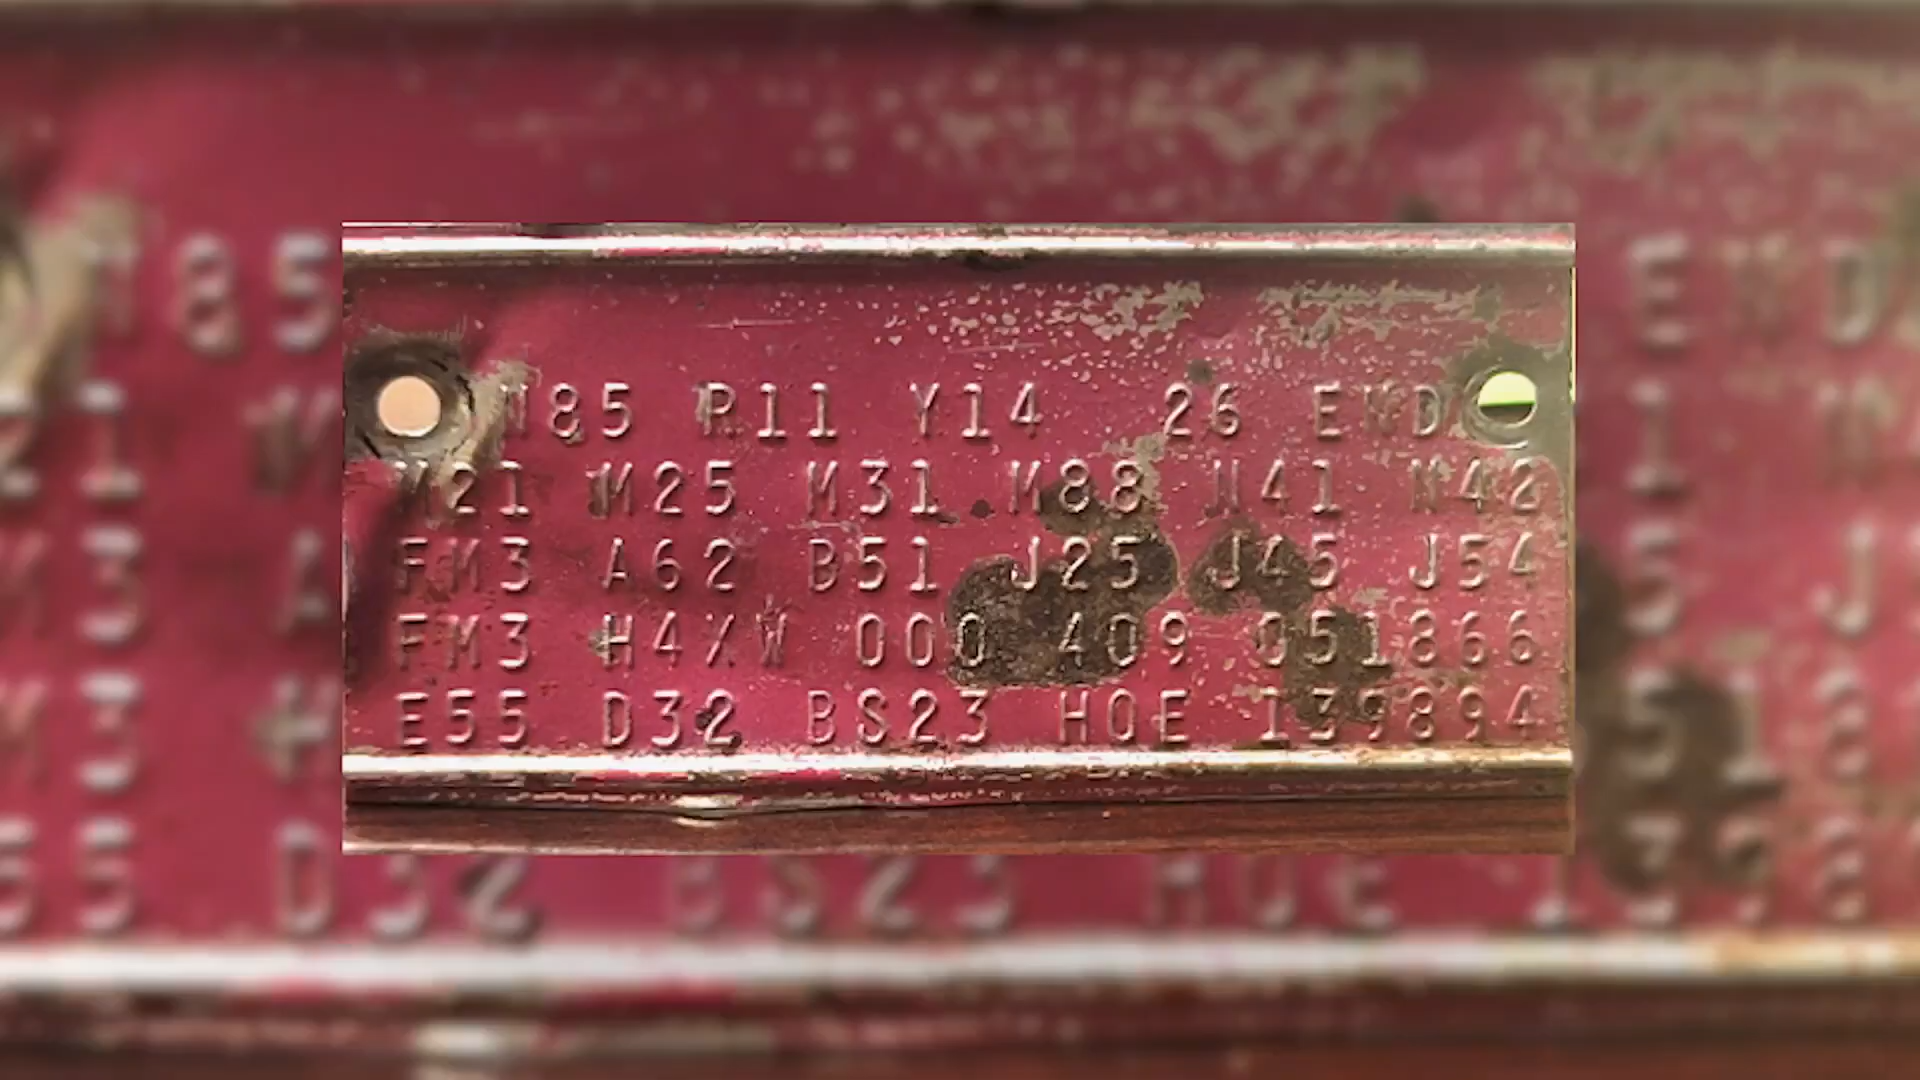 N85 R11 Y14 26 END
M21 M25 M31 M88 N41 N42
FM3 A62 B51 J25 J45 J54
FM3 H4XW 000 409 051866
E55 D32 BS23 H0E 139894